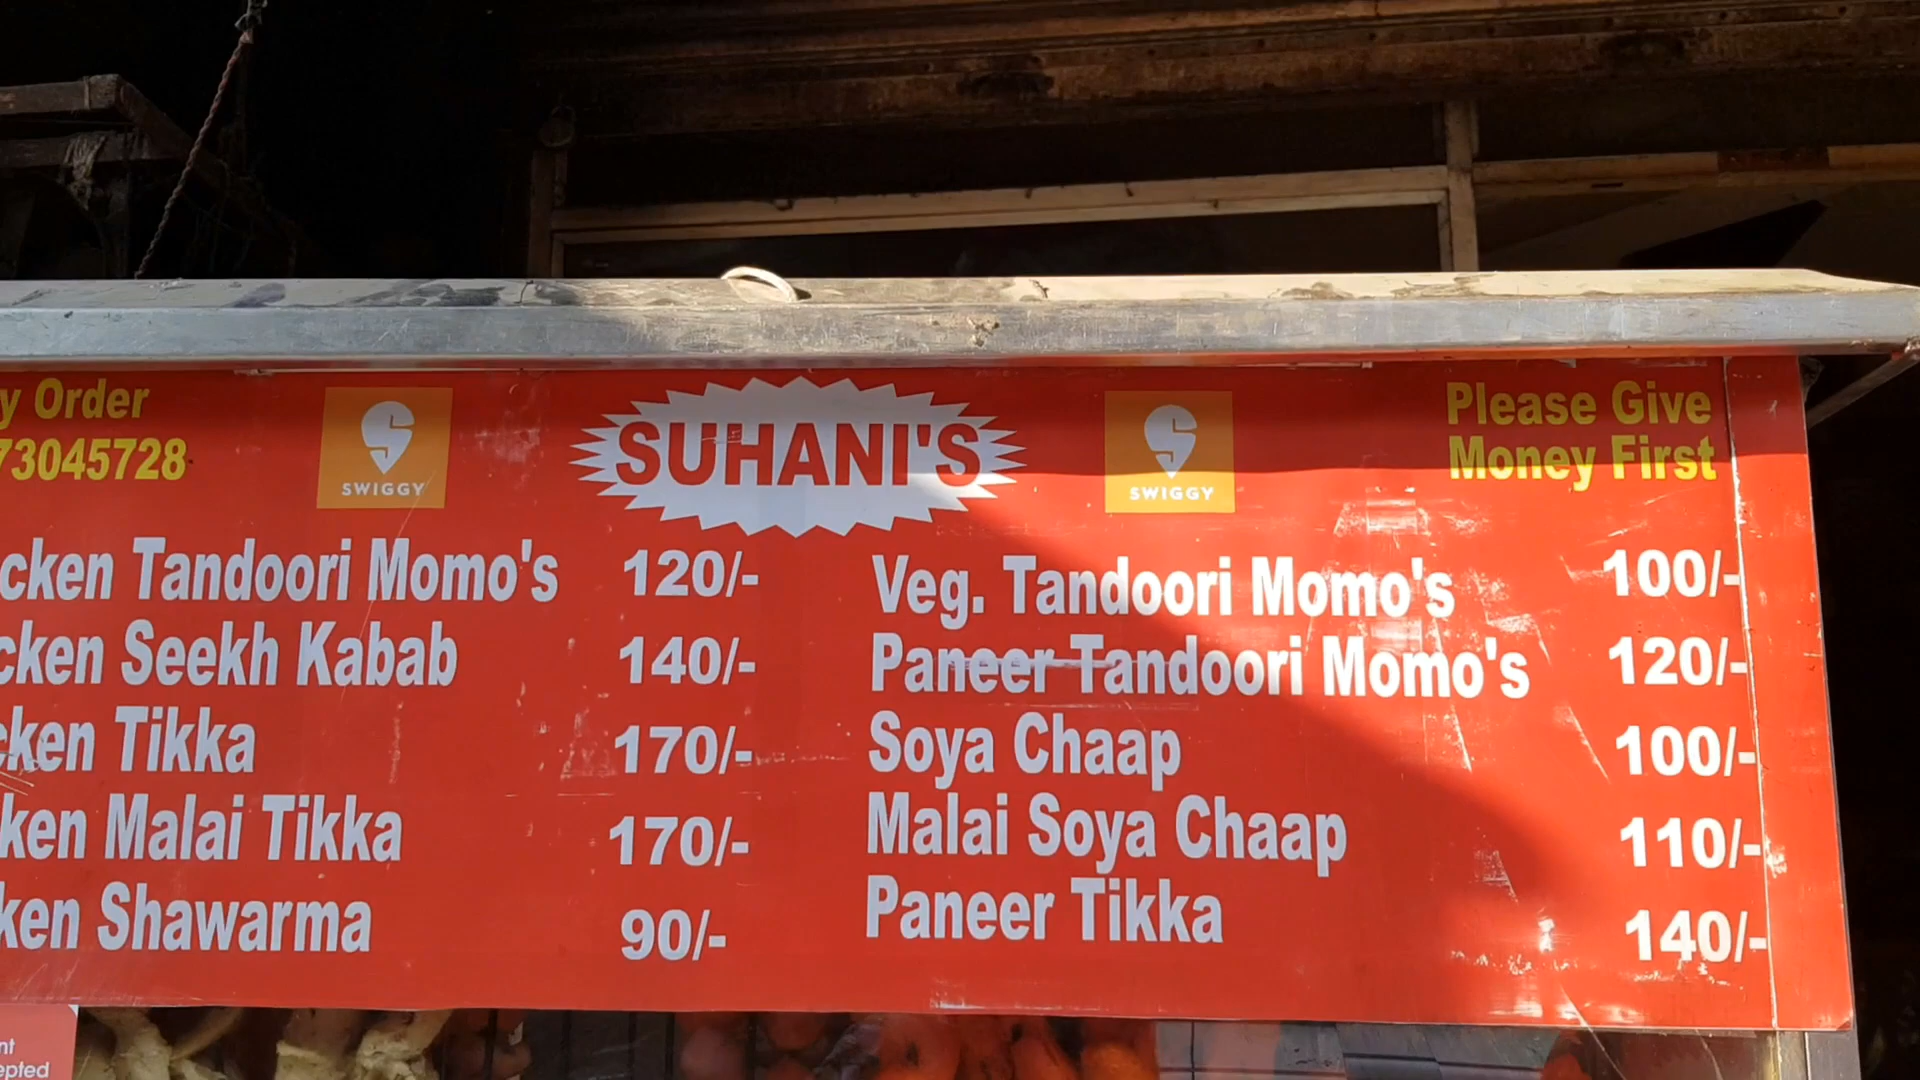 y Order
73045728
SWIGGY
SUHANI'S
SWIGGY
Please Give
Money First
cken Tandoori Momo's 120/-
cken Seekh Kabab 140/-
cken Tikka 170/-
ken Malai Tikka 170/-
ken Shawarma 90/-
Veg. Tandoori Momo's 100/-
Paneer Tandoori Momo's 120/-
Soya Chaap 100/-
Malai Soya Chaap 110/-
Paneer Tikka 140/-
nt
epted